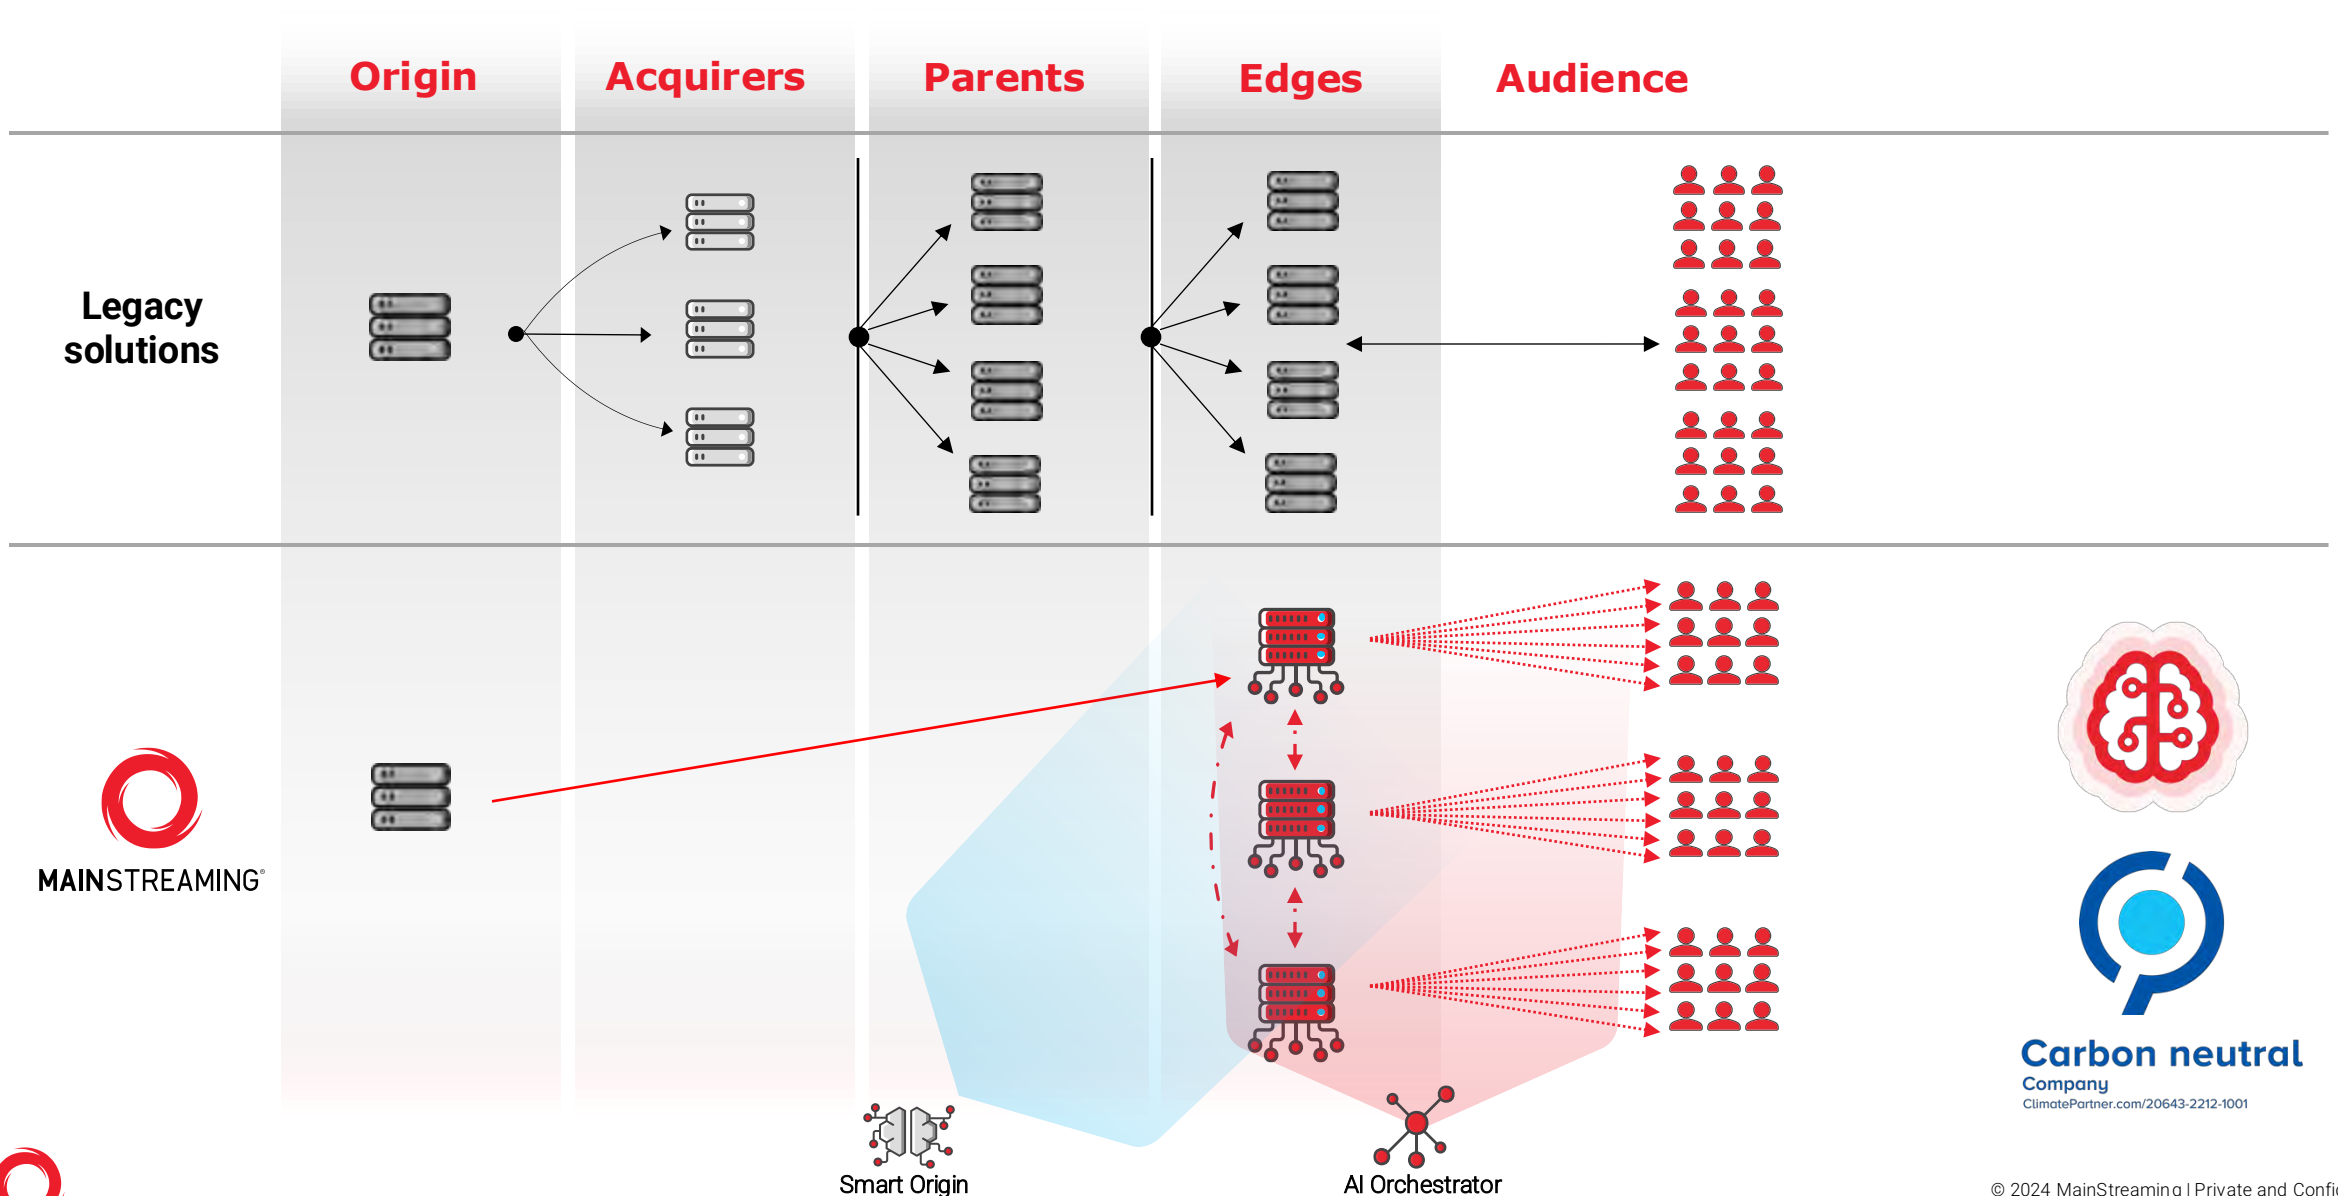 Origin
Acquirers
Parents
Edges
Audience
Legacy
solutions
MAINSTREAMING®
Carbon neutral
Company
ClimatePartner.com/20643-2212-1001
Smart Origin
AI Orchestrator
© 2024 MainStreaming | Private and Confi